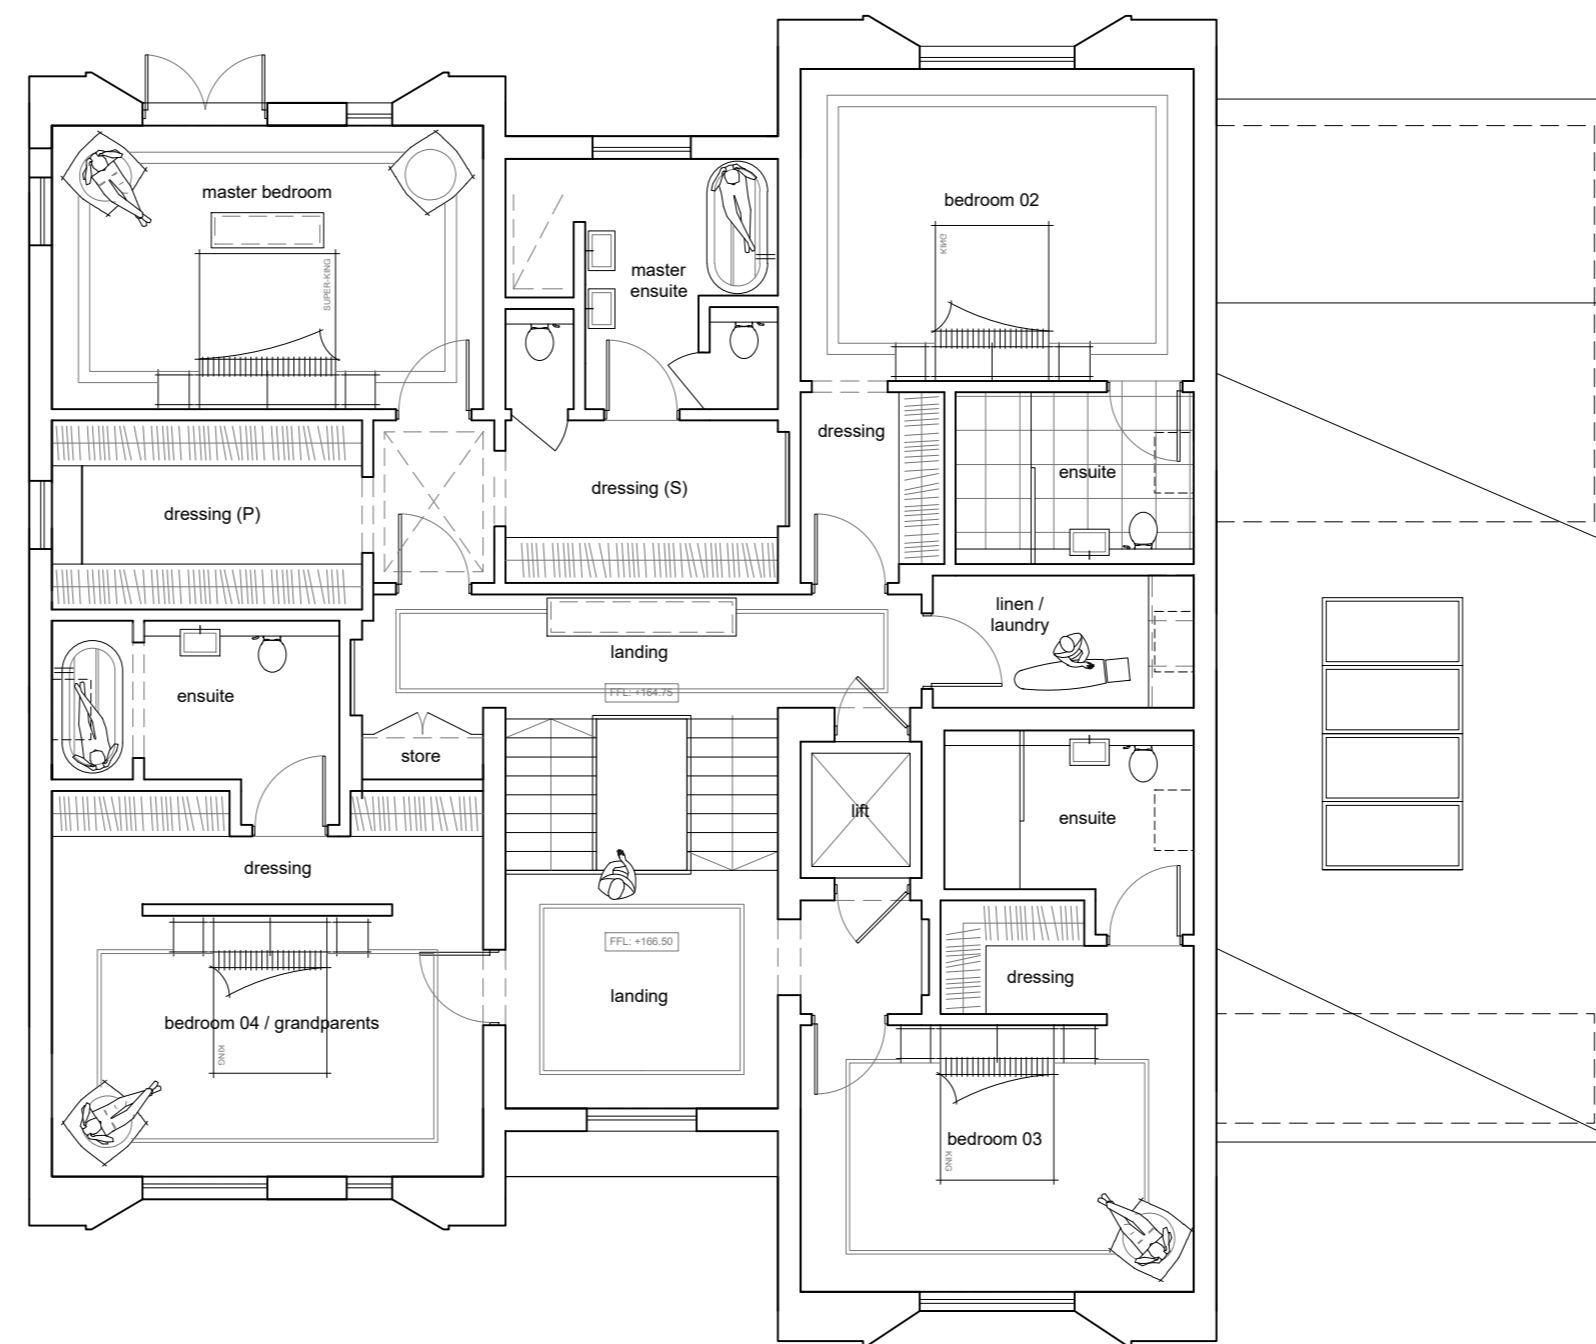 master bedroom
SUPER-KING
master
ensuite
bedroom 02
KING
dressing
ensuite
dressing (P)
dressing (S)
linen /
laundry
landing
FFL: +164.75
ensuite
store
lift
ensuite
dressing
FFL: +166.50
landing
dressing
bedroom 04 / grandparents
KING
bedroom 03
KING